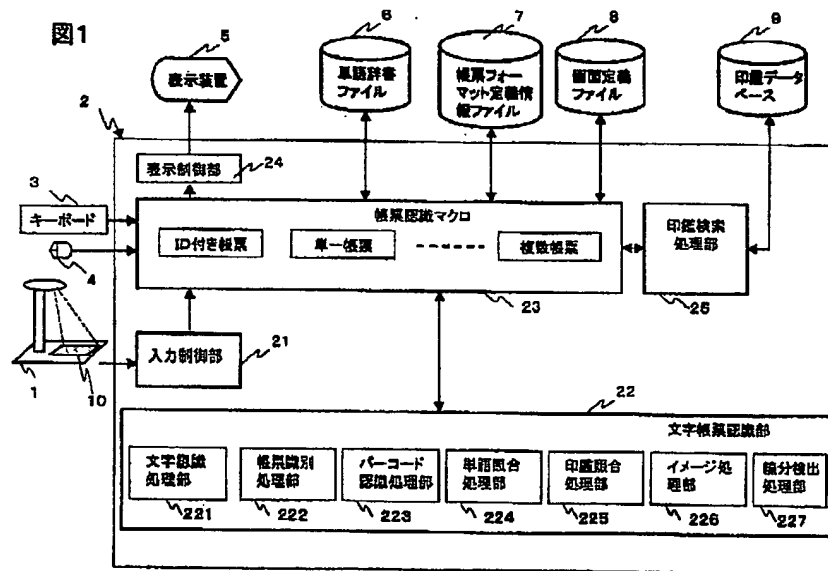 図1
5
表示装置
6
単語辞書
ファイル
7
帳票フォー
マット定義情
報ファイル
8
画面定義
ファイル
9
印鑑データ
ベース
2
表示制御部
24
3
キーボード
4
帳票認識マクロ
ID付き帳票
単一帳票
複数帳票
23
印鑑検索
処理部
25
入力制御部
21
1
10
22
文字帳票認識部
文字認識
処理部
221
帳票識別
処理部
222
バーコード
認識処理部
223
単語照合
処理部
224
印鑑照合
処理部
225
イメージ処
理部
226
線分検出
処理部
227